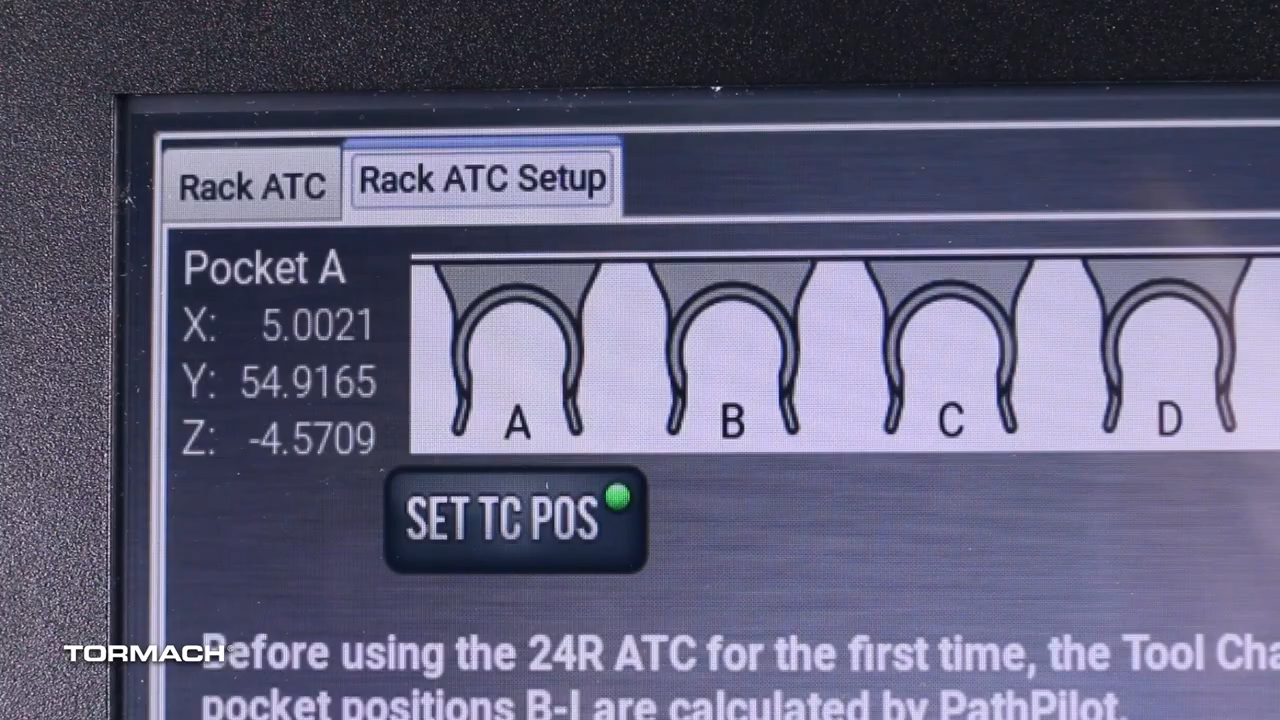 Rack ATC
Rack ATC Setup
Pocket A
X: 5.0021
Y: 54.9165
Z: -4.5709
A
B
C
D
SET TC POS
Before using the 24R ATC for the first time, the Tool Cha
pocket positions B-I are calculated by PathPilot.
TORMACH